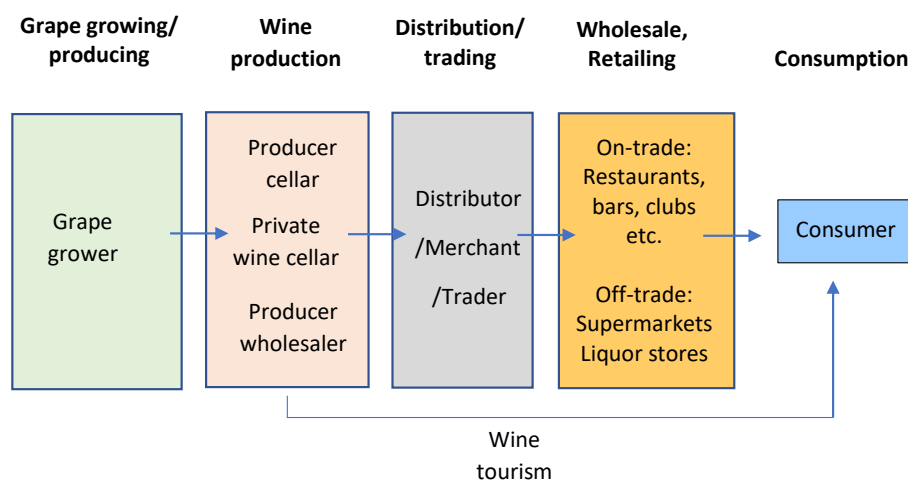 Grape growing/
producing
Wine
production
Distribution/
trading
Wholesale,
Retailing
Consumption
Grape
grower
Producer
cellar
Private
wine cellar
Producer
wholesaler
Distributor
/Merchant
/Trader
On-trade:
Restaurants,
bars, clubs
etc.
Off-trade:
Supermarkets
Liquor stores
Consumer
Wine
tourism